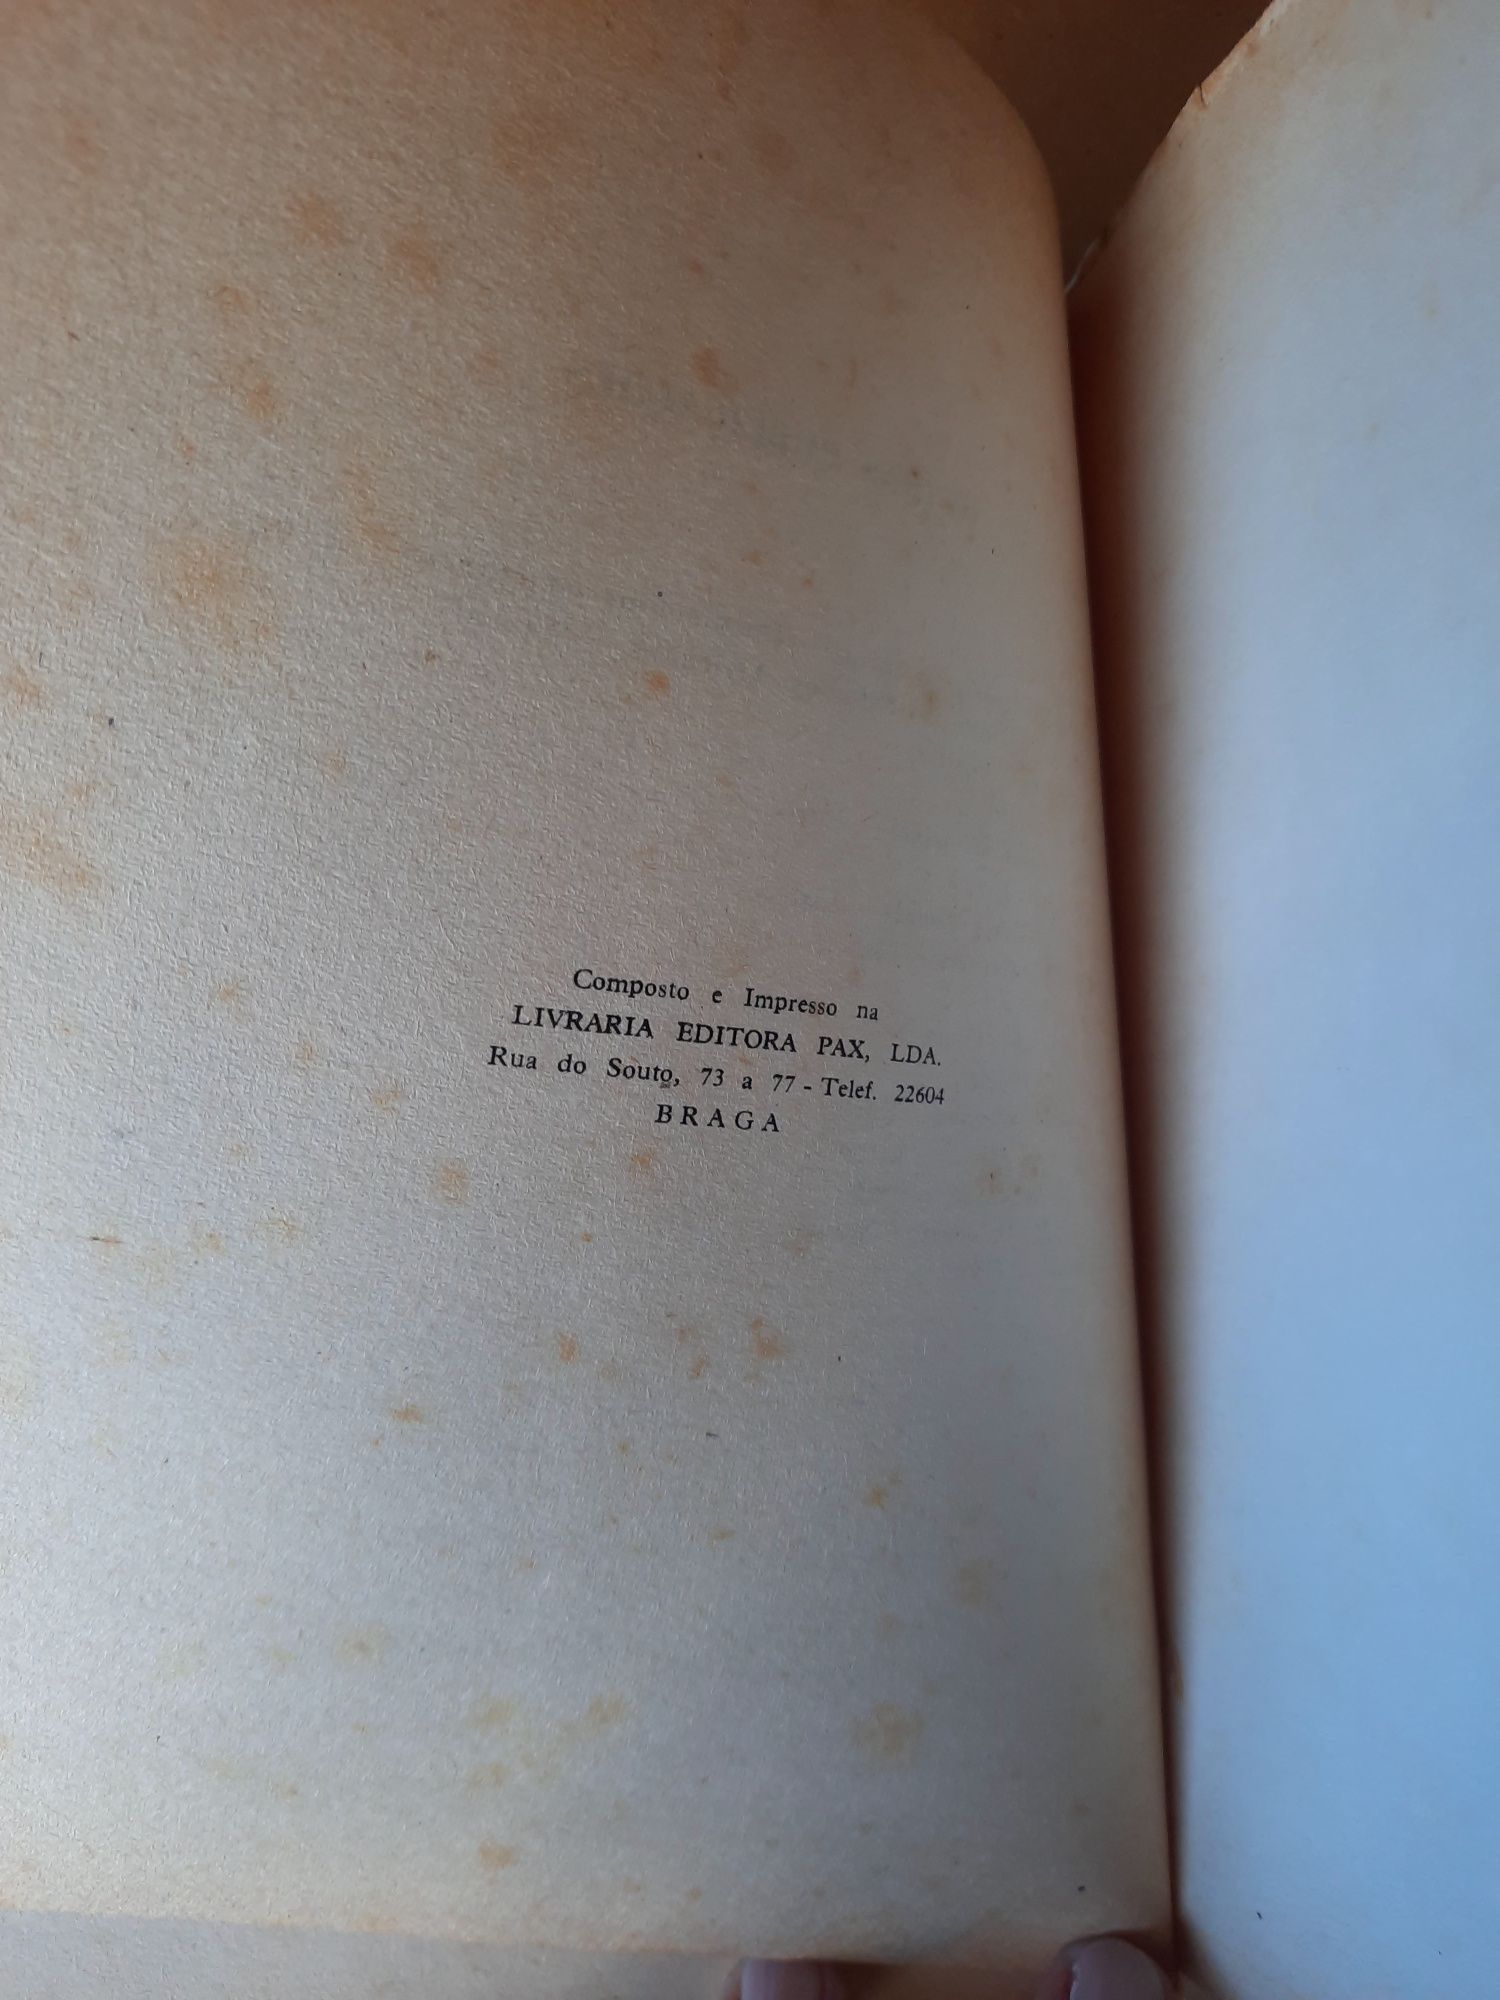 Composto e Impresso na
LIVRARIA EDITORA PAX, LDA.
Rua do Souto, 73 a 77 - Telef. 22604
BRAGA